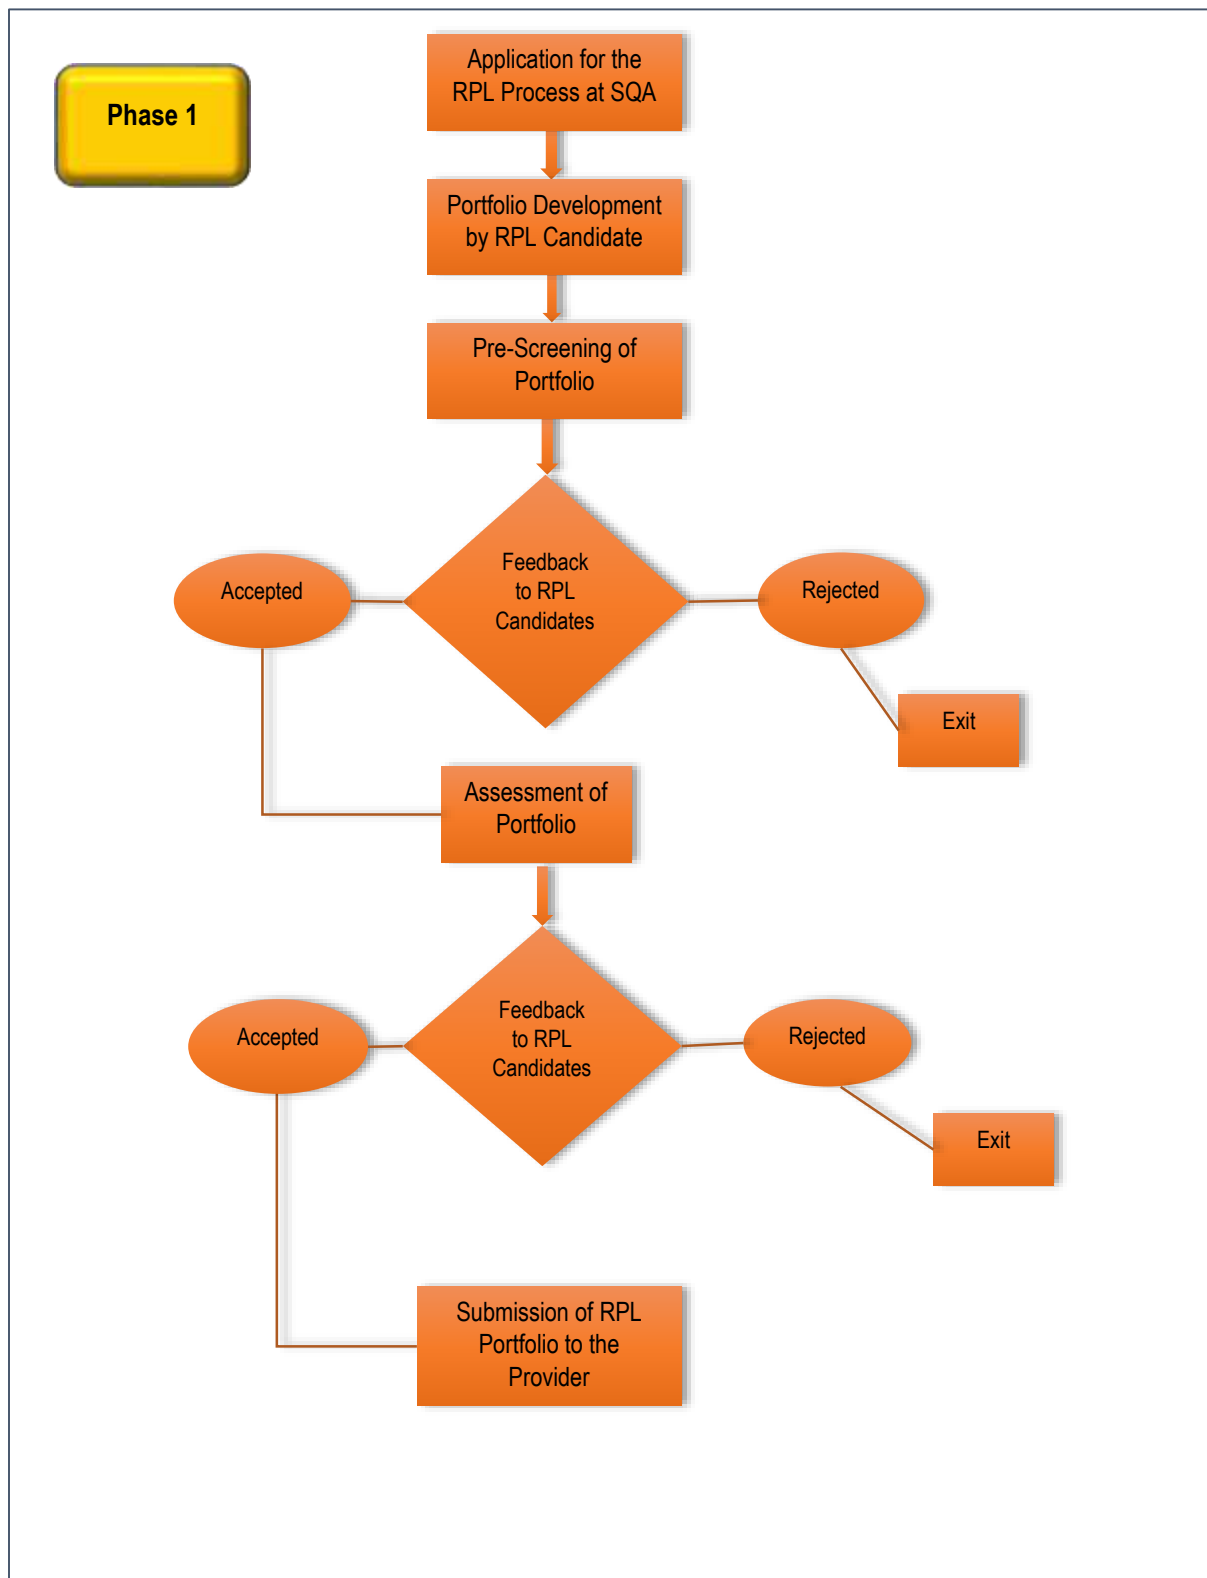 Phase 1
Application for the
RPL Process at SQA
Portfolio Development
by RPL Candidate
Pre-Screening of
Portfolio
Feedback
to RPL
Candidates
Accepted
Rejected
Exit
Assessment of
Portfolio
Feedback
to RPL
Candidates
Accepted
Rejected
Exit
Submission of RPL
Portfolio to the
Provider